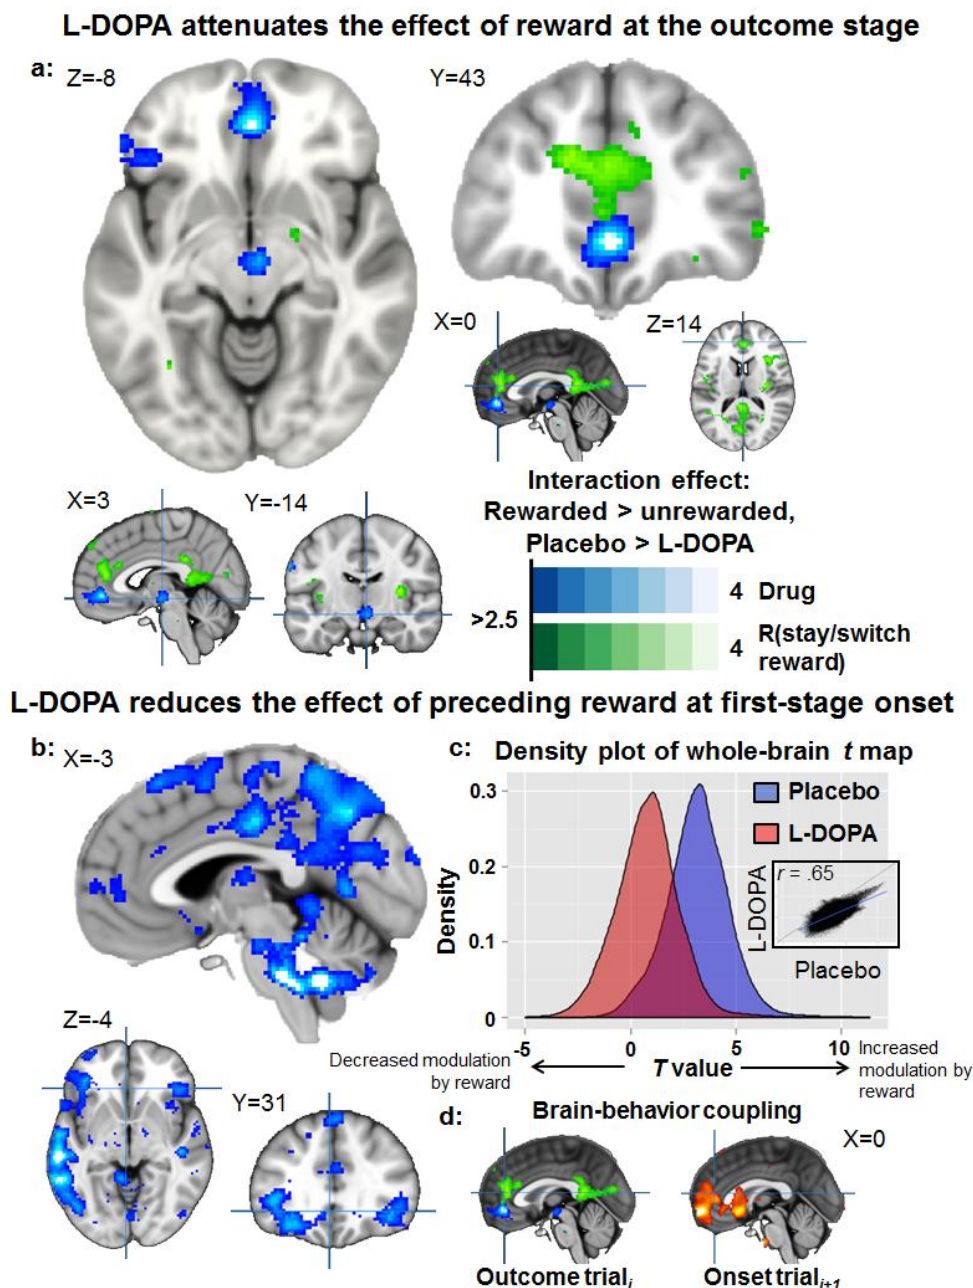 L-DOPA attenuates the effect of reward at the outcome stage
a: Z=-8
Y=43
X=0
Z=14
X=3
Y=-14
Interaction effect:
Rewarded > unrewarded,
Placebo > L-DOPA
>2.5
4 Drug
4 R(stay/switch
reward)
L-DOPA reduces the effect of preceding reward at first-stage onset
b: X=-3
Z=-4
Y=31
c: Density plot of whole-brain t map
Placebo
L-DOPA
0.3
0.2
0.1
0
Density
r = .65
L-DOPA
Placebo
-5 0 5 10
T value
Decreased modulation
by reward
Increased
modulation by
reward
d: Brain-behavior coupling
X=0
Outcome trial i
Onset trial i+1